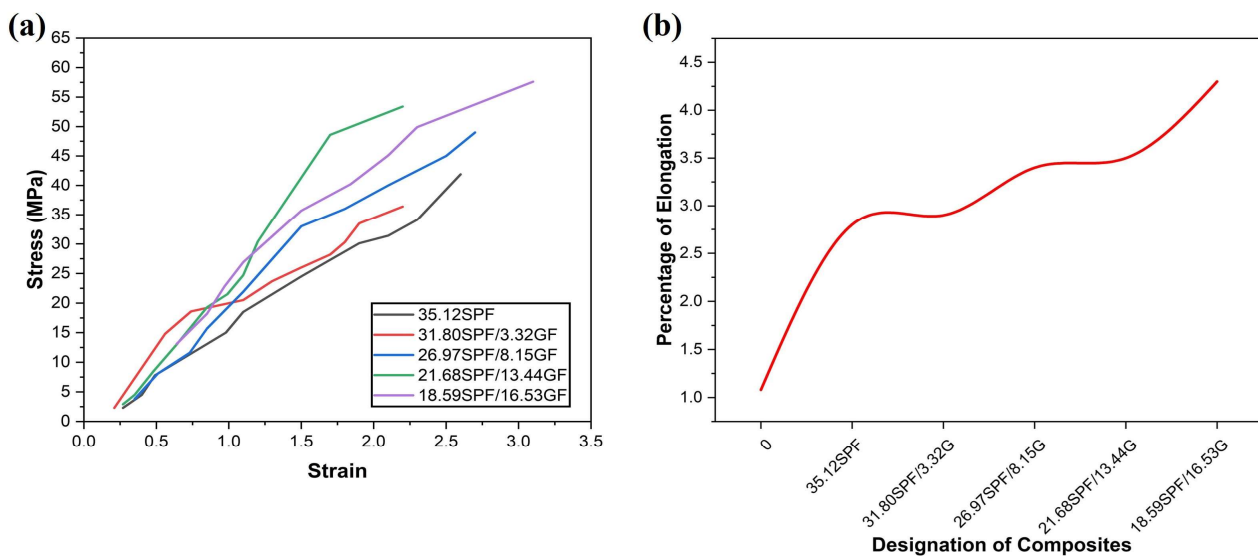 (a)
65
60
55
50
45
40
35
30
25
20
15
10
5
0
Stress (MPa)
35.12SPF
31.80SPF/3.32GF
26.97SPF/8.15GF
21.68SPF/13.44GF
18.59SPF/16.53GF
0.0 0.5 1.0 1.5 2.0 2.5 3.0 3.5
Strain
(b)
4.5
4.0
3.5
3.0
2.5
2.0
1.5
1.0
Percentage of Elongation
0
35.12SPF
31.80SPF/3.32G
26.97SPF/8.15G
21.68SPF/13.44G
18.59SPF/16.53G
Designation of Composites